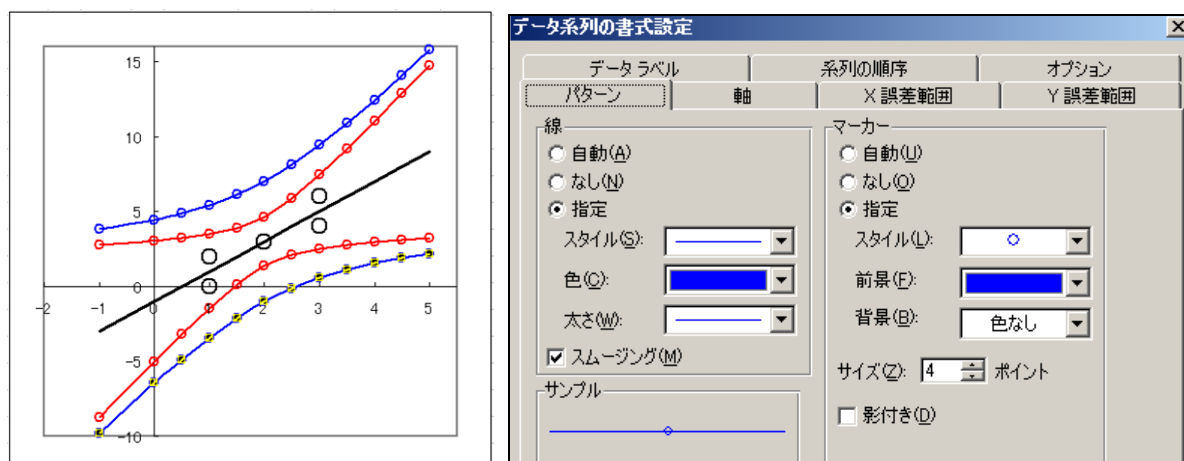 15
10
5
0
-2 -1 0 1 2 3 4 5
-5
-10
データ系列の書式設定
データ ラベル 系列の順序 オプション
パターン 軸 X 誤差範囲 Y 誤差範囲
線
自動(A)
なし(N)
指定
スタイル(S):
色(C):
太さ(W):
スムージング(M)
サンプル
マーカー
自動(U)
なし(O)
指定
スタイル(L):
前景(F):
背景(B): 色なし
サイズ(Z): 4 ポイント
影付き(D)